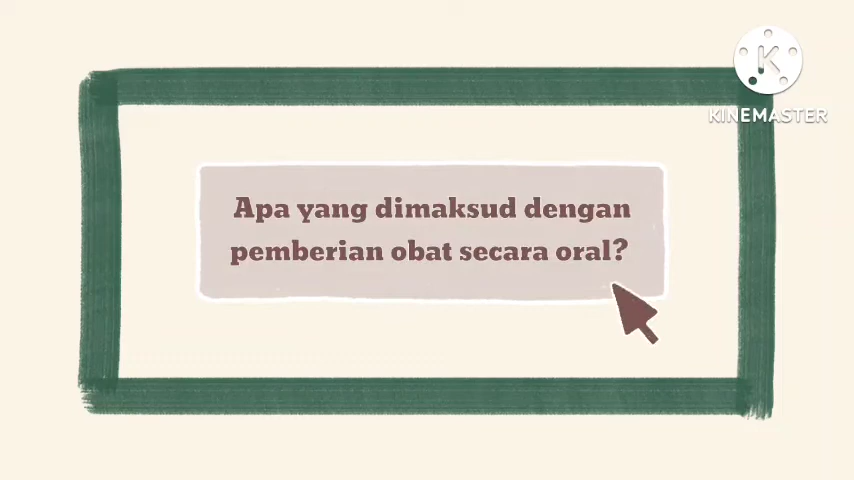 KINEMASTER
Apa yang dimaksud dengan
pemberian obat secara oral?